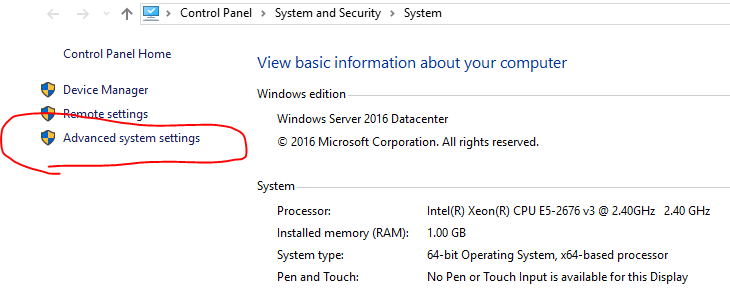 Control Panel > System and Security > System
Control Panel Home
Device Manager
Remote settings
Advanced system settings
View basic information about your computer
Windows edition
Windows Server 2016 Datacenter
© 2016 Microsoft Corporation. All rights reserved.
System
Processor: Intel(R) Xeon(R) CPU E5-2676 v3 @ 2.40GHz 2.40 GHz
Installed memory (RAM): 1.00 GB
System type: 64-bit Operating System, x64-based processor
Pen and Touch: No Pen or Touch Input is available for this Display